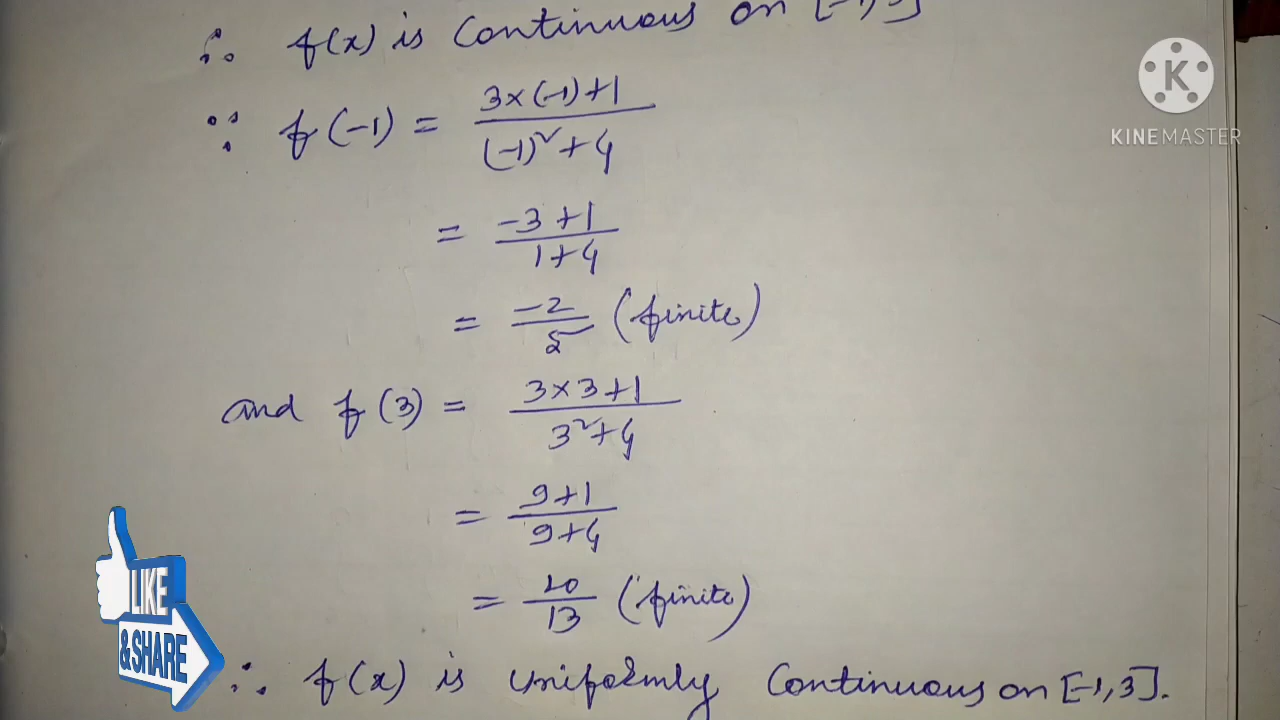 ∴ f(x) is continuous on [-1, 3]
∵ f(-1) = 3×(-1)+1 / (-1)²+4
= -3+1 / 1+4
= -2/5 (finite)
and f(3) = 3×3+1 / 3²+4
= 9+1 / 9+4
= 10/13 (finite)
∴ f(x) is uniformly continuous on [-1, 3].
KINEMASTER
LIKE
& SHARE